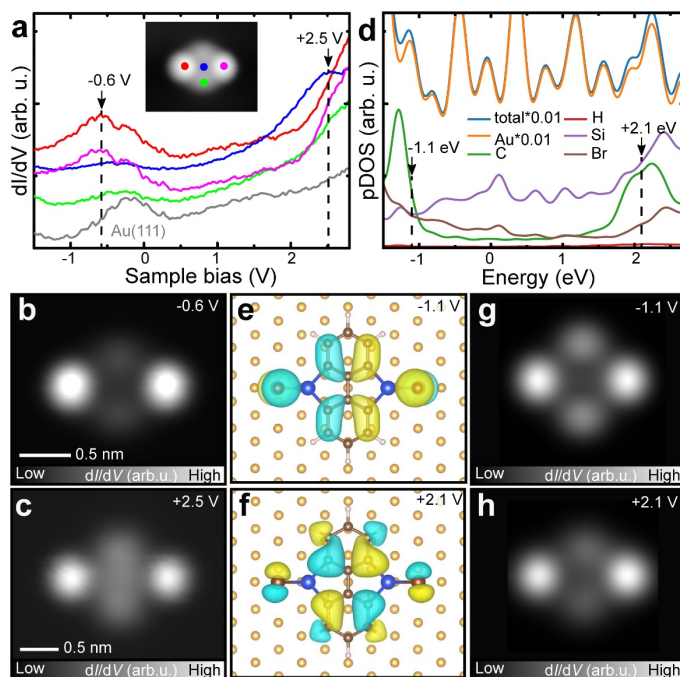 a
dI/dV (arb. u.)
-0.6 V
+2.5 V
Au(111)
-1 0 1 2
Sample bias (V)
d
pDOS (arb. u.)
total*0.01
Au*0.01
C
H
Si
Br
-1.1 eV
+2.1 eV
-1 0 1 2
Energy (eV)
b
-0.6 V
0.5 nm
Low dI/dV (arb.u.) High
e
-1.1 V
g
-1.1 V
Low dI/dV (arb.u.) High
c
+2.5 V
0.5 nm
Low dI/dV (arb.u.) High
f
+2.1 V
h
+2.1 V
Low dI/dV (arb.u.) High